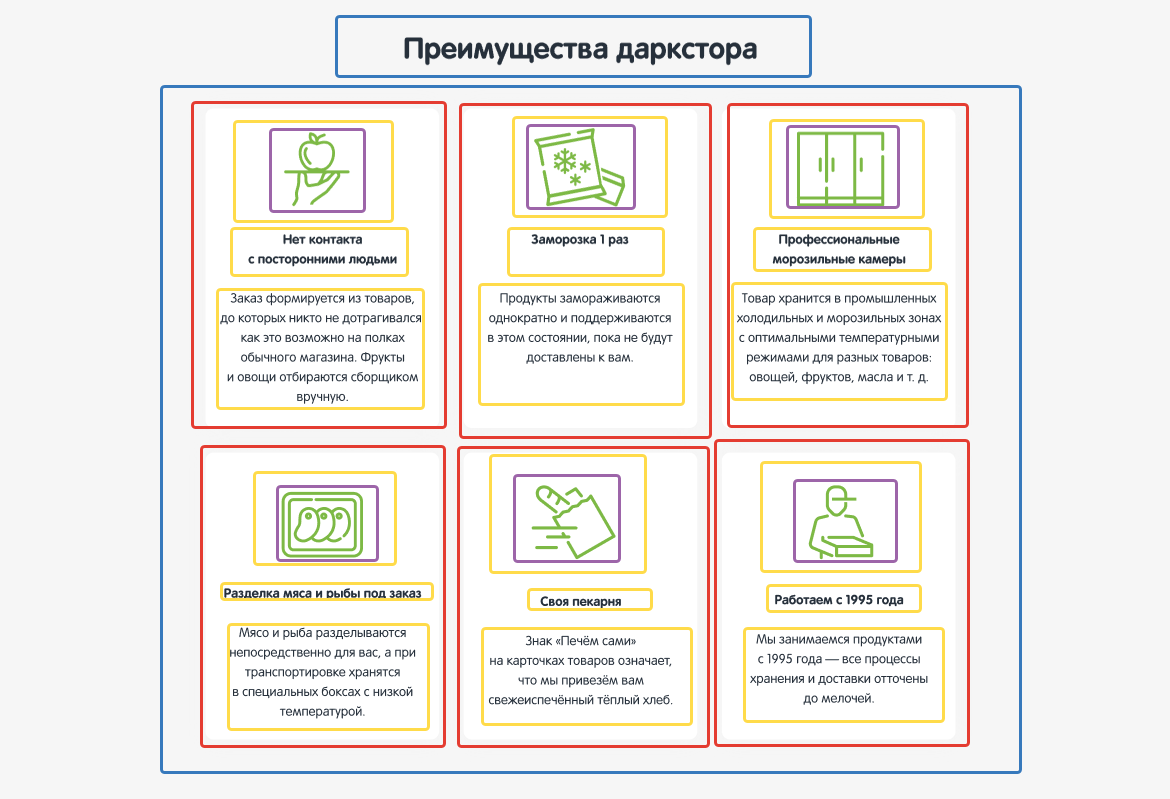 Преимущества даркстора
Нет контакта
с посторонними людьми
Заказ формируется из товаров,
до которых никто не дотрагивался
как это возможно на полках
обычного магазина. Фрукты
и овощи отбираются сборщиком
вручную.
Заморозка 1 раз
Продукты замораживаются
однократно и поддерживаются
в этом состоянии, пока не будут
доставлены к вам.
Профессиональные
морозильные камеры
Товар хранится в промышленных
холодильных и морозильных зонах
с оптимальными температурными
режимами для разных товаров:
овощей, фруктов, масла и т. д.
Разделка мяса и рыбы под заказ
Мясо и рыба разделываются
непосредственно для вас, а при
транспортировке хранятся
в специальных боксах с низкой
температурой.
Своя пекарня
Знак «Печём сами»
на карточках товаров означает,
что мы привезём вам
свежеиспечённый тёплый хлеб.
Работаем с 1995 года
Мы занимаемся продуктами
с 1995 года — все процессы
хранения и доставки отточены
до мелочей.